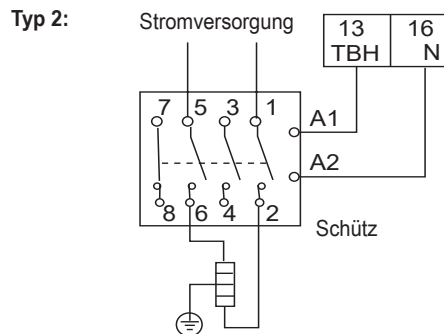 Typ 2:
Stromversorgung
13 16
TBH N
7 5 3 1
A1
A2
8 6 4 2
Schütz